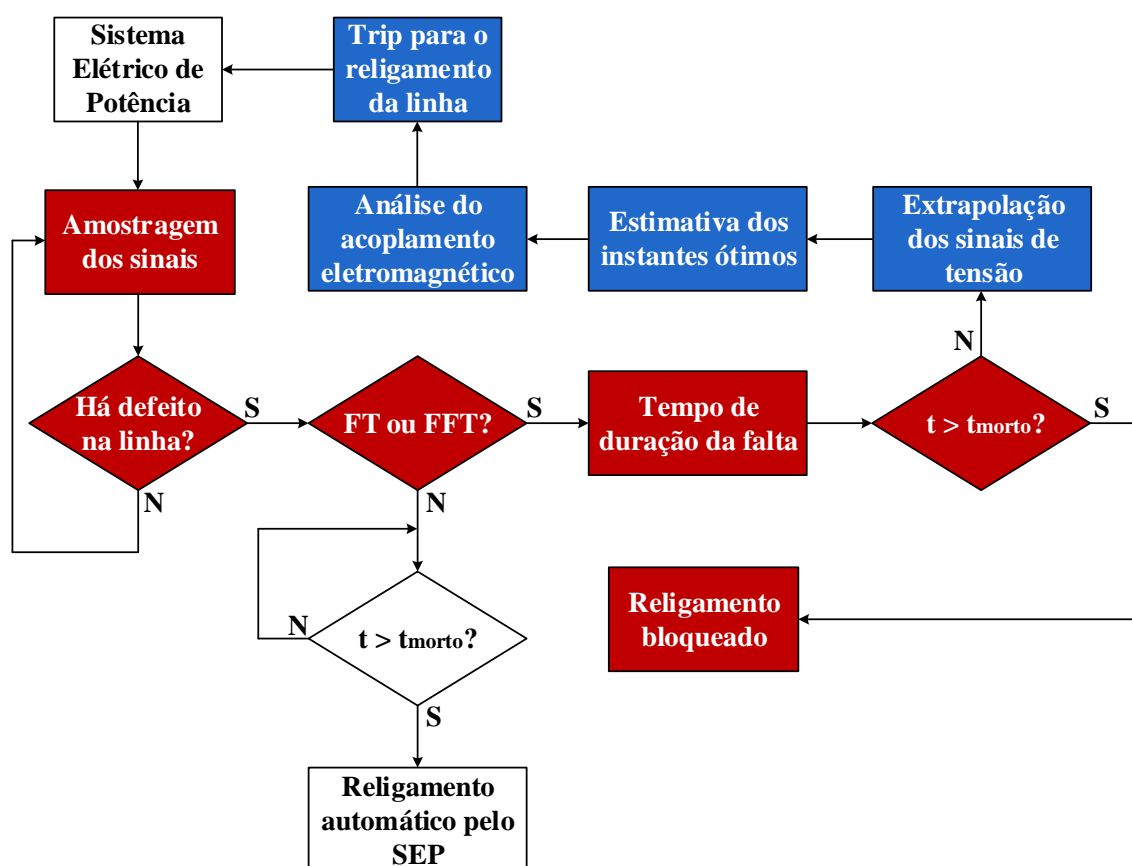 Sistema
Elétrico de
Potência
Trip para o
religamento
da linha
Amostragem
dos sinais
Análise do
acoplamento
eletromagnético
Estimativa dos
instantes ótimos
Extrapolação
dos sinais de
tensão
N
Há defeito
na linha?
S
N
FT ou FFT?
S
N
Tempo de
duração da falta
t > tmorto?
S
Religamento
bloqueado
N
t > tmorto?
S
Religamento
automático pelo
SEP